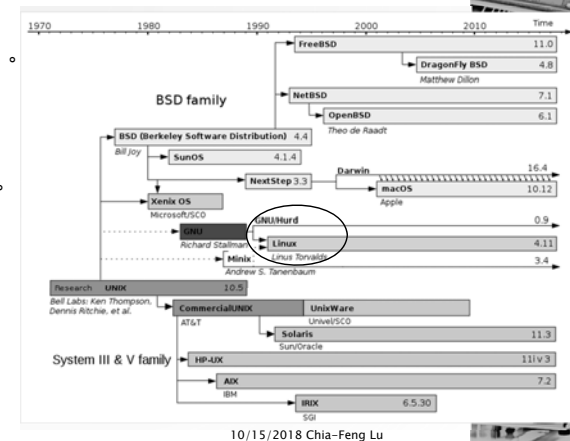 1970 1980 1990 2000 2010 Time
FreeBSD 11.0
DragonFly BSD 4.8
Matthew Dillon
NetBSD 7.1
BSD family
OpenBSD 6.1
Theo de Raadt
BSD (Berkeley Software Distribution) 4.4
Bill Joy
SunOS 4.1.4
Darwin 16.4
NextStep 3.3
macOS 10.12
Apple
Xenix OS
Microsoft/SCO
GNU/Hurd 0.9
GNU
Richard Stallman
Linux 4.11
Linus Torvalds
Minix 3.4
Andrew S. Tanenbaum
Research UNIX 10.5
Bell Labs: Ken Thompson,
Dennis Ritchie, et al.
CommercialUNIX UnixWare
AT&T Univel/SCO
Solaris 11.3
Sun/Oracle
System III & V family
HP-UX 11i v 3
AIX 7.2
IBM
IRIX 6.5.30
SGI
10/15/2018 Chia-Feng Lu